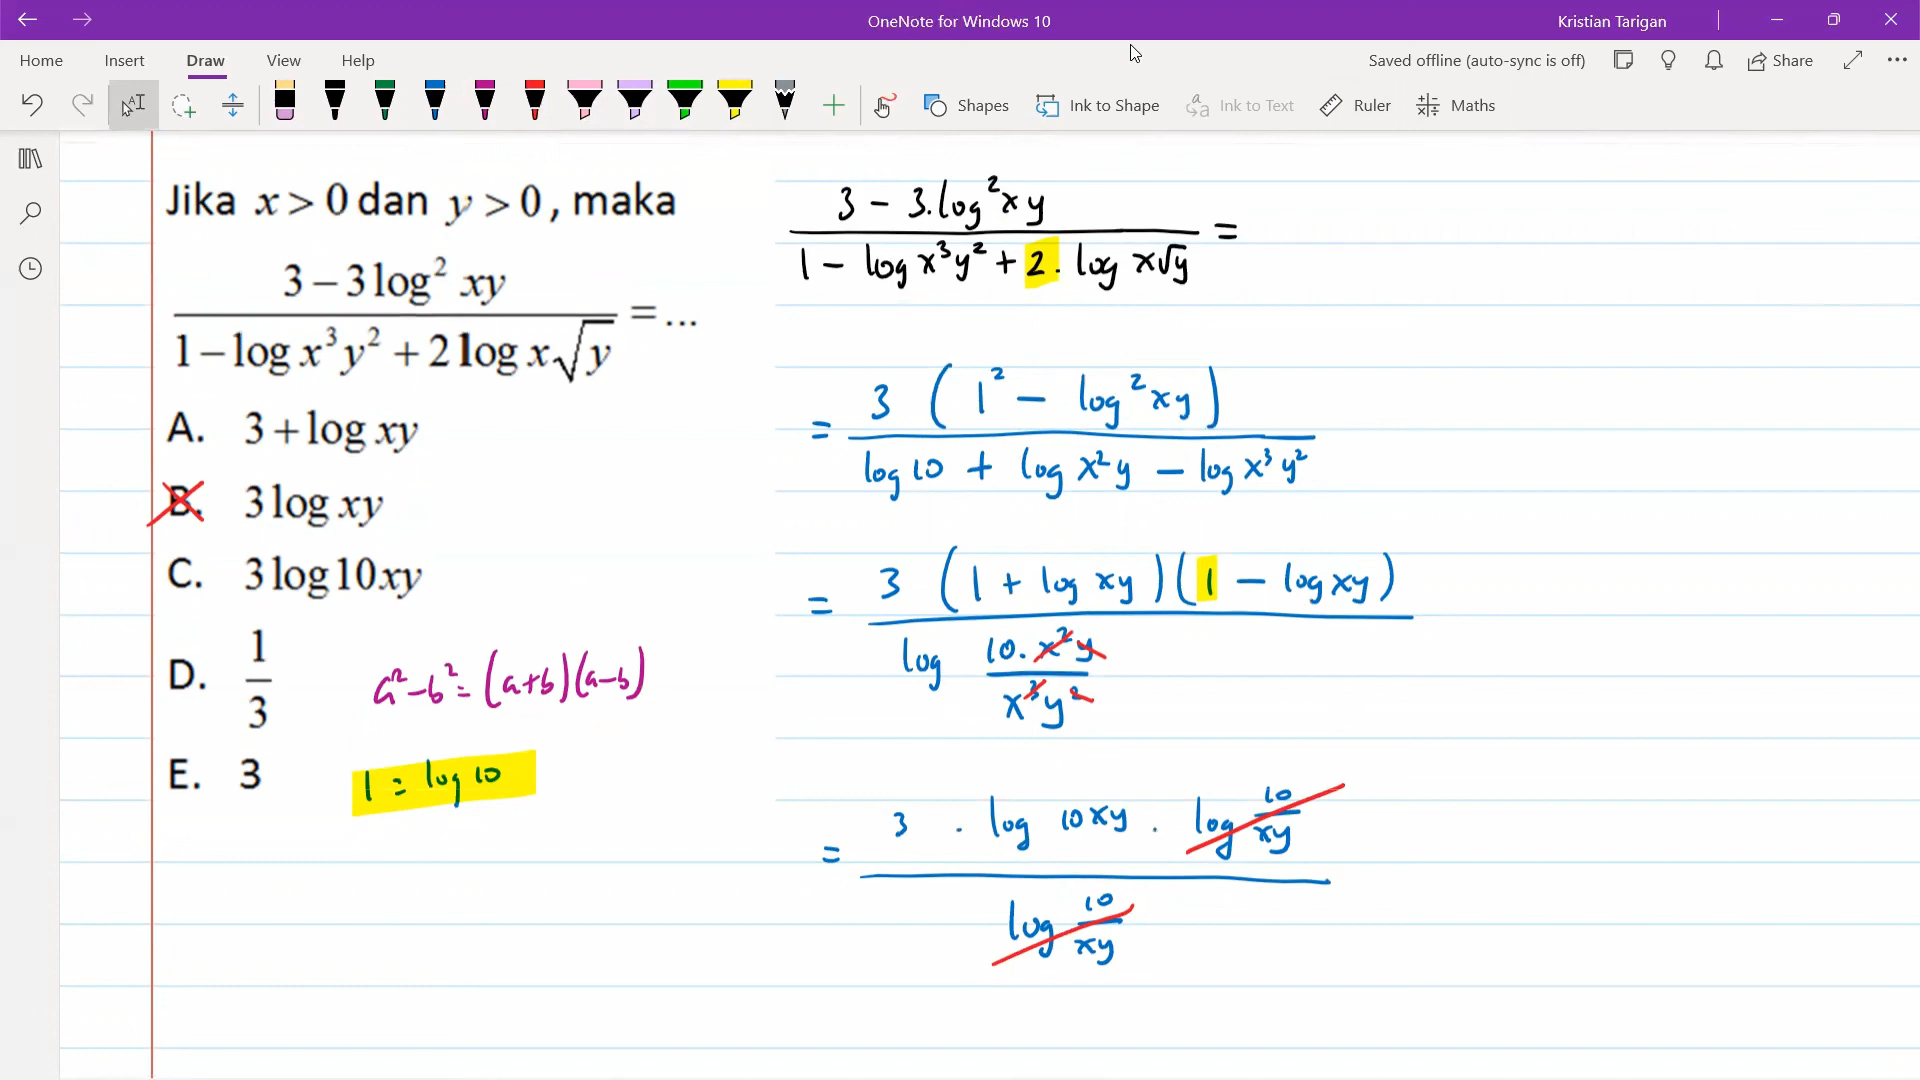 OneNote for Windows 10
Kristian Tarigan
Home Insert Draw View Help
Saved offline (auto-sync is off) Share
Shapes Ink to Shape Ink to Text Ruler Maths
Jika x > 0 dan y > 0, maka
3 − 3 log² xy
1 − log x³y² + 2 log x√y
= ...
A. 3 + log xy
B. 3 log xy
C. 3 log 10xy
D. 1/3
E. 3
a² − b² = (a+b)(a−b)
1 = log 10
3 − 3.log² xy
1 − log x³y² + 2 . log x√y
=
= 3 (1² − log² xy)
log 10 + log x²y − log x³y²
= 3 (1 + log xy)(1 − log xy)
log 10.x²y
x³y²
= 3 . log 10xy . log 10/xy
log 10/xy